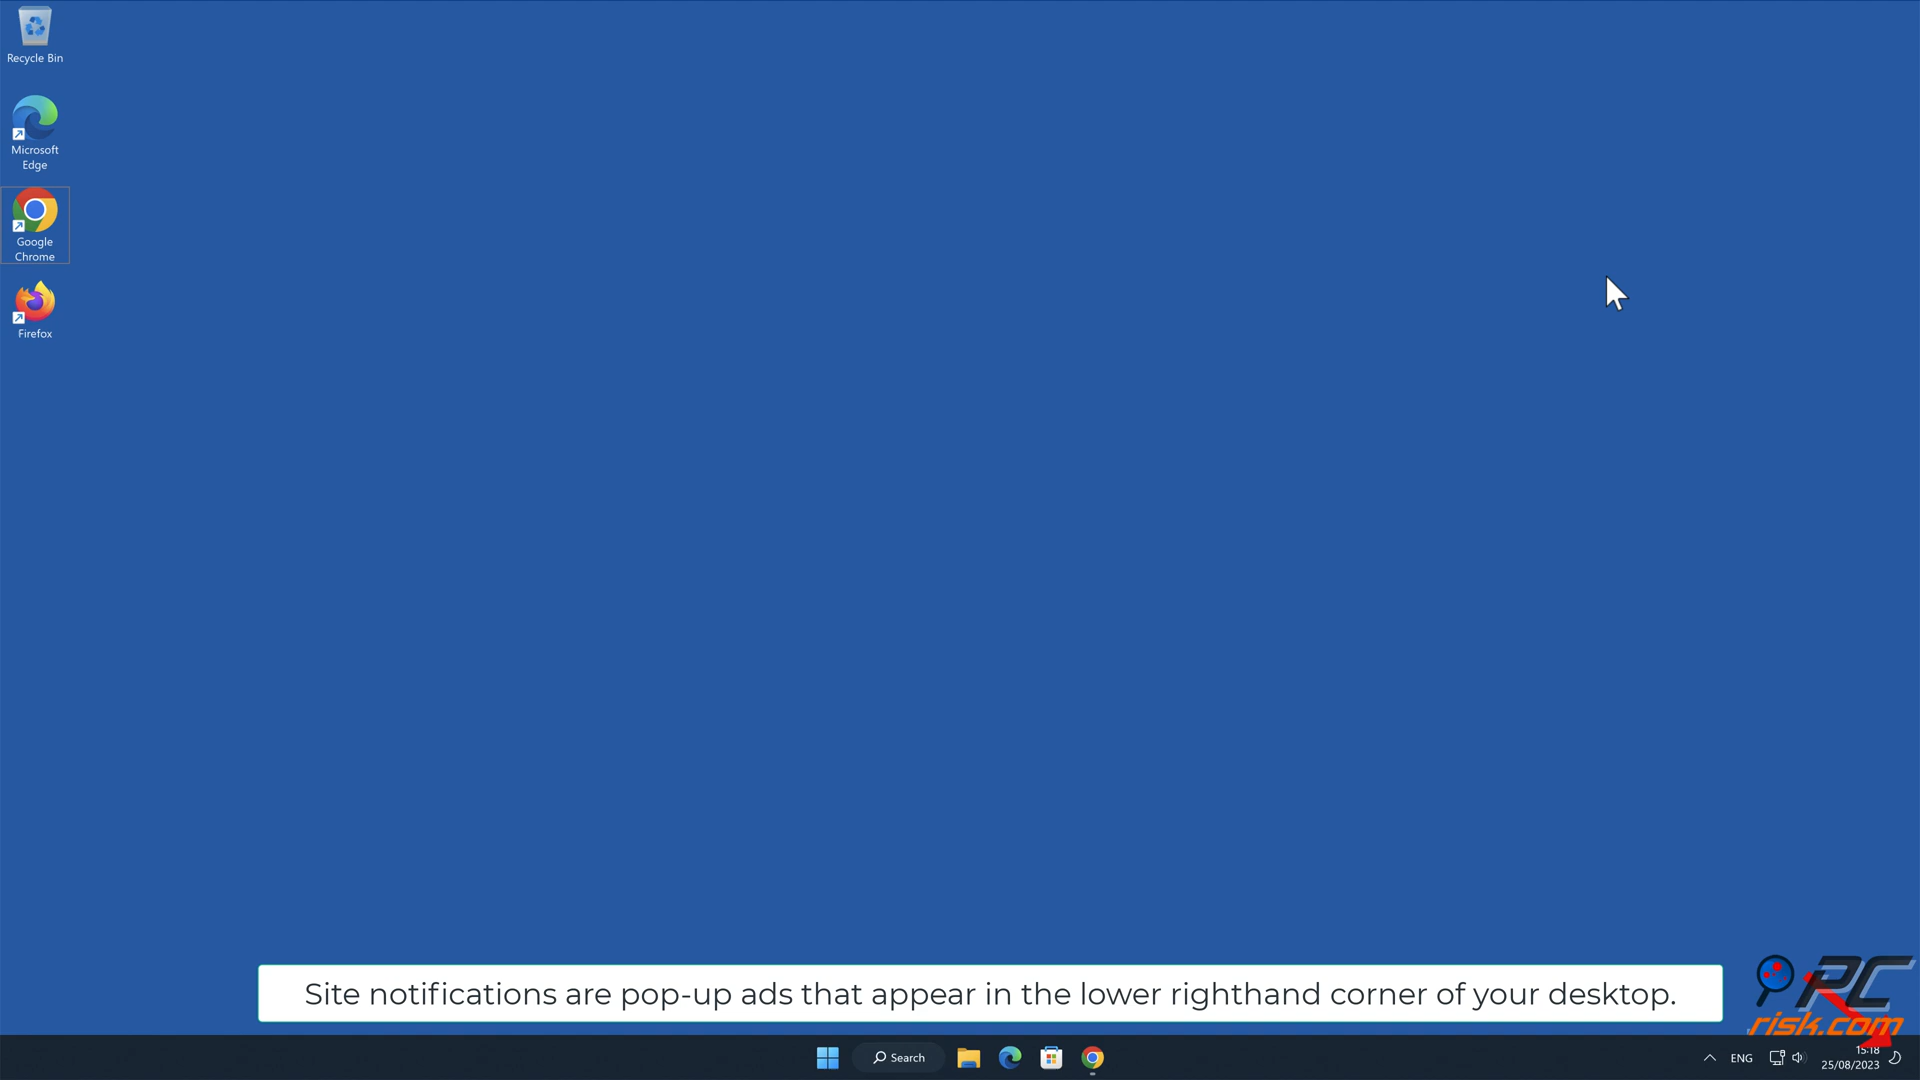 Recycle Bin
Microsoft
Edge
Google
Chrome
Firefox
Site notifications are pop-up ads that appear in the lower righthand corner of your desktop.
PC
risk.com
Search
ENG
15:18
25/08/2023